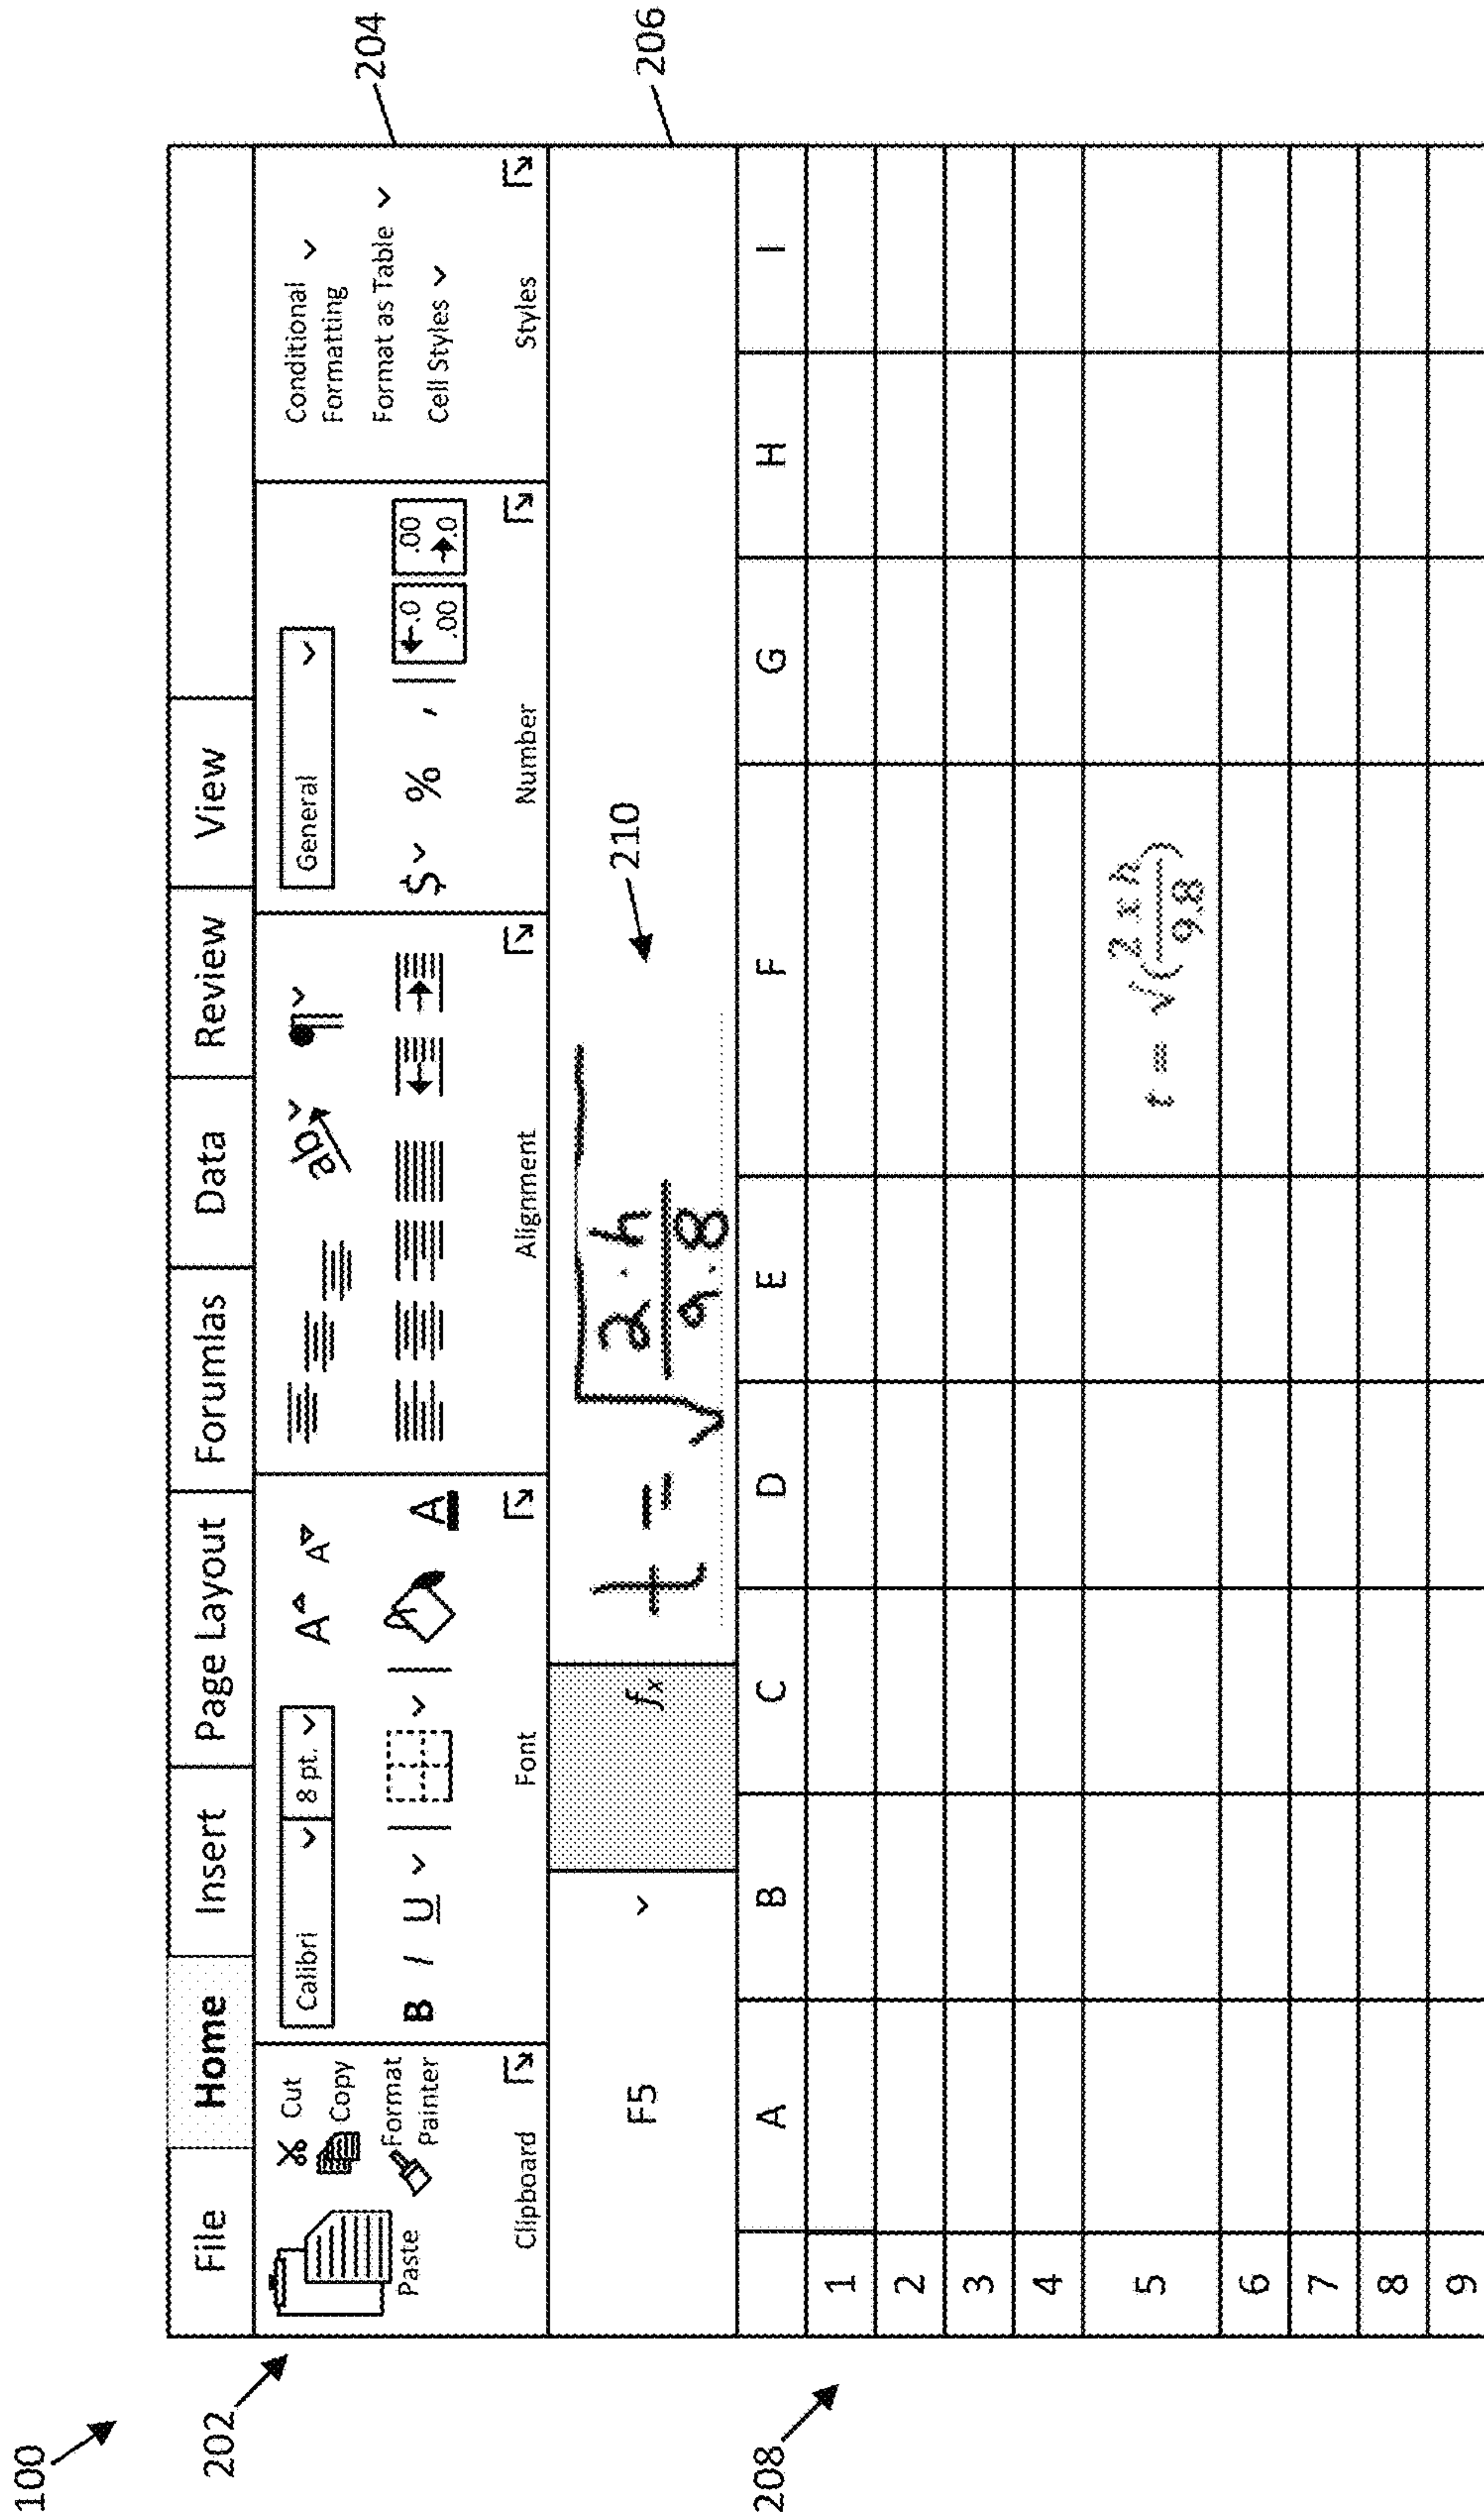 100
202
204
File Home Insert Page Layout Forumlas Data Review View
Paste
Cut
Copy
Format
Painter
Clipboard
Calibri 8 pt. A A
B I U A
Font
ab ¶
Alignment
General
$ % , .0 .00 .00 .0
Number
Conditional
Formatting
Format as Table
Cell Styles
Styles
206
F5 fx t = √ 2 · h / 9.8
210
208
A B C D E F G H I
1
2
3
4
5 t = √(2 x h / 9.8)
6
7
8
9